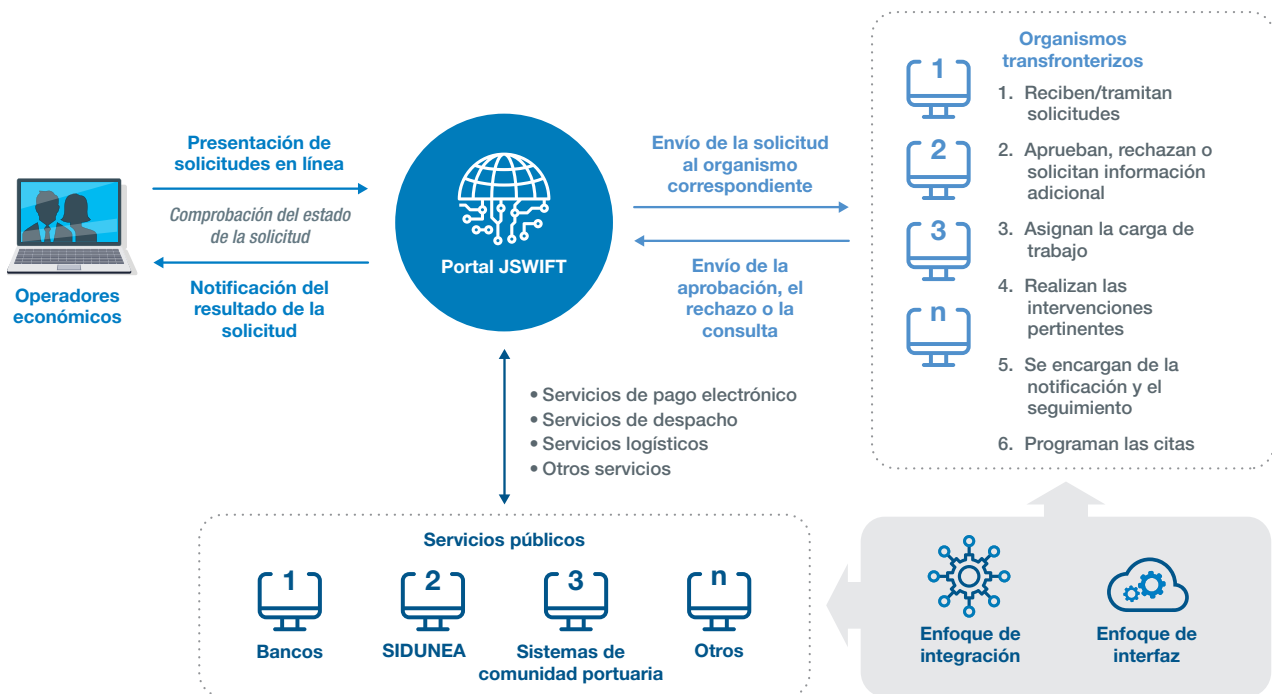 Operadores
económicos
Presentación de
solicitudes en línea
Comprobación del estado
de la solicitud
Notificación del
resultado de la
solicitud
Portal JSWIFT
Envío de la solicitud
al organismo
correspondiente
Envío de la
aprobación, el
rechazo o la
consulta
Organismos
transfronterizos
1
2
3
n
1. Reciben/tramitan
solicitudes
2. Aprueban, rechazan o
solicitan información
adicional
3. Asignan la carga de
trabajo
4. Realizan las
intervenciones
pertinentes
5. Se encargan de la
notificación y el
seguimiento
6. Programan las citas
• Servicios de pago electrónico
• Servicios de despacho
• Servicios logísticos
• Otros servicios
Servicios públicos
1
Bancos
2
SIDUNEA
3
Sistemas de
comunidad portuaria
n
Otros
Enfoque de
integración
Enfoque de
interfaz